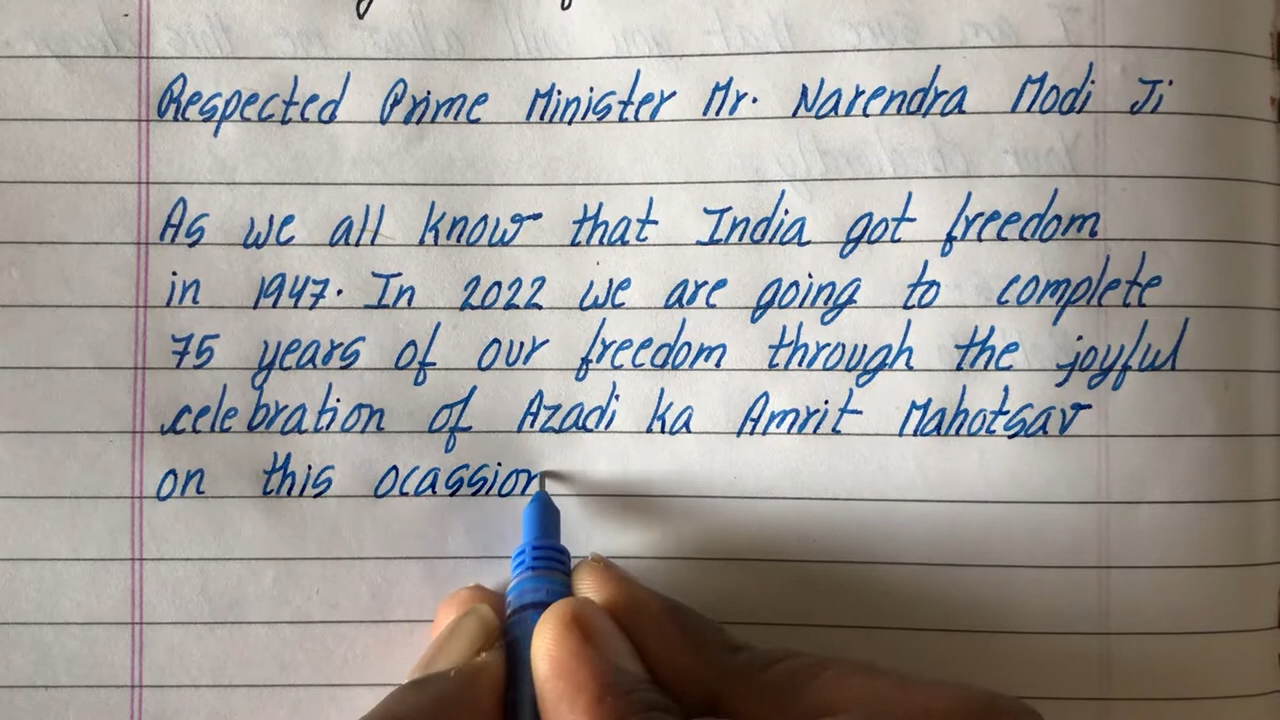 Respected Prime Minister Mr. Narendra Modi Ji
As we all know that India got freedom
in 1947. In 2022 we are going to complete
75 years of our freedom through the joyful
celebration of Azadi ka Amrit Mahotsav
on this ocassion